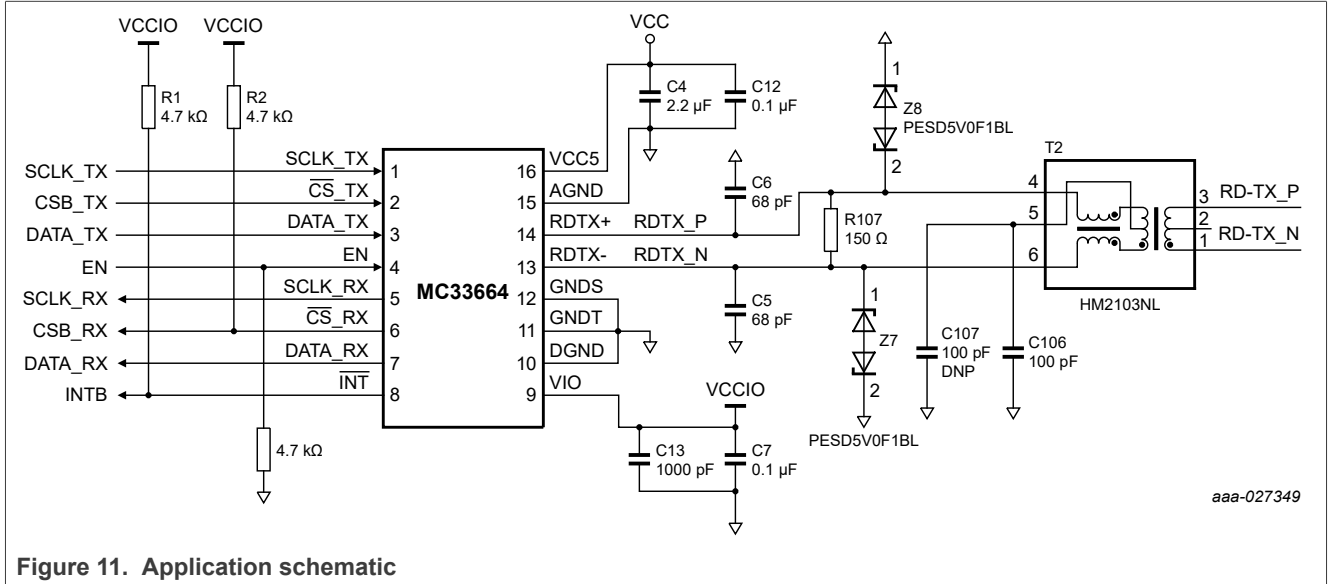 VCCIO
VCCIO
VCC
R1
4.7 kΩ
R2
4.7 kΩ
C4
2.2 µF
C12
0.1 µF
1
Z8
PESD5V0F1BL
2
SCLK_TX
CSB_TX
DATA_TX
EN
SCLK_RX
CSB_RX
DATA_RX
INTB
SCLK_TX
CS_TX
DATA_TX
EN
SCLK_RX
CS_RX
DATA_RX
INT
1
2
3
4
5
6
7
8
MC33664
16
15
14
13
12
11
10
9
VCC5
AGND
RDTX+
RDTX-
GNDS
GNDT
DGND
VIO
RDTX_P
RDTX_N
C6
68 pF
C5
68 pF
R107
150 Ω
T2
4
5
6
3
2
1
RD-TX_P
RD-TX_N
HM2103NL
1
Z7
2
PESD5V0F1BL
C107
100 pF
DNP
C106
100 pF
4.7 kΩ
VCCIO
C13
1000 pF
C7
0.1 µF
aaa-027349
Figure 11. Application schematic